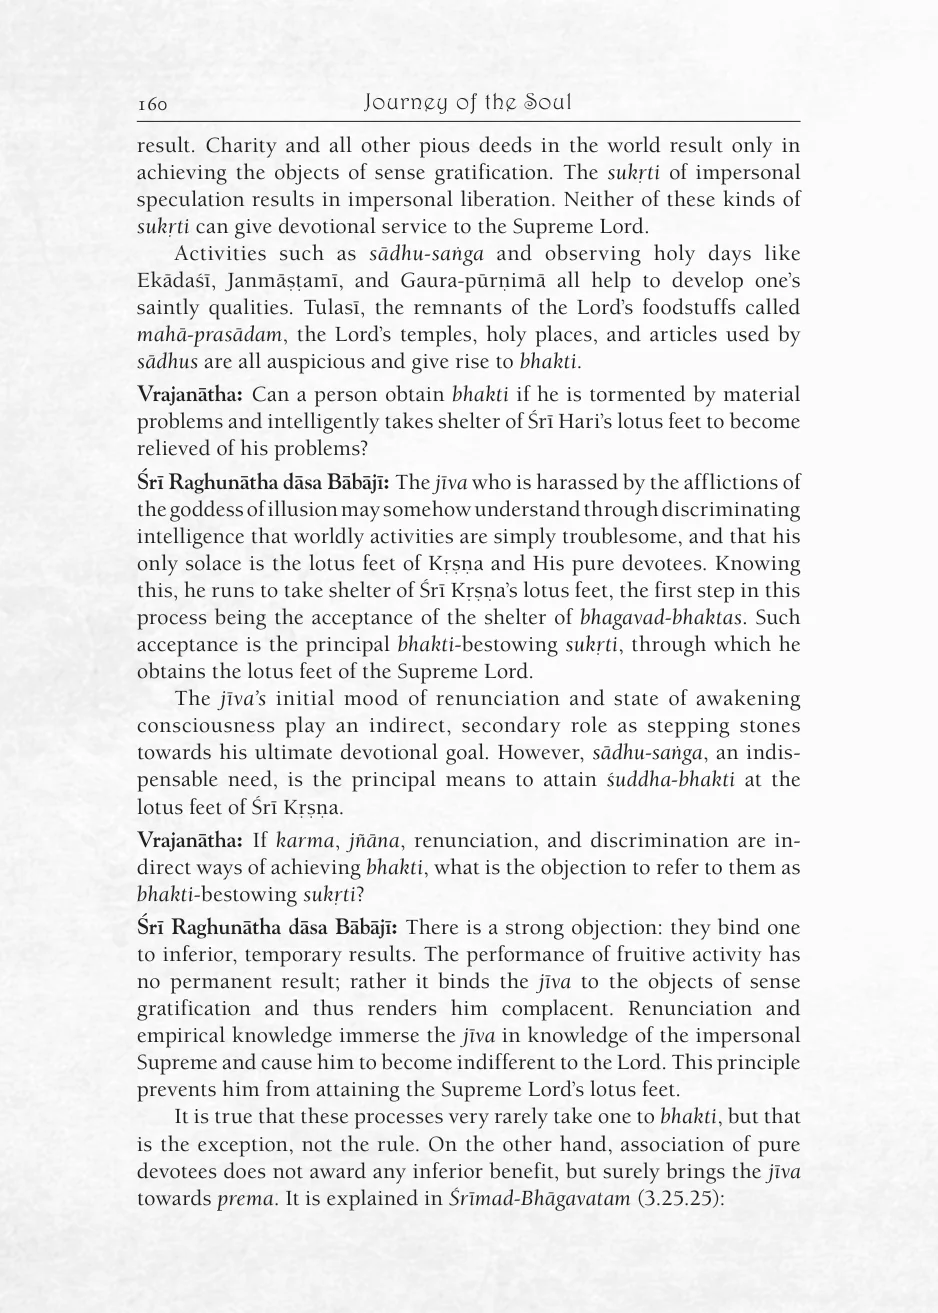 160 Journey of the Soul
result. Charity and all other pious deeds in the world result only in
achieving the objects of sense gratification. The sukṛti of impersonal
speculation results in impersonal liberation. Neither of these kinds of
sukṛti can give devotional service to the Supreme Lord.
Activities such as sādhu-saṅga and observing holy days like
Ekādaśī, Janmāṣṭamī, and Gaura-pūrṇimā all help to develop one’s
saintly qualities. Tulasī, the remnants of the Lord’s foodstuffs called
mahā-prasādam, the Lord’s temples, holy places, and articles used by
sādhus are all auspicious and give rise to bhakti.
Vrajanātha: Can a person obtain bhakti if he is tormented by material
problems and intelligently takes shelter of Śrī Hari’s lotus feet to become
relieved of his problems?
Śrī Raghunātha dāsa Bābājī: The jīva who is harassed by the afflictions of
the goddess of illusion may somehow understand through discriminating
intelligence that worldly activities are simply troublesome, and that his
only solace is the lotus feet of Kṛṣṇa and His pure devotees. Knowing
this, he runs to take shelter of Śrī Kṛṣṇa’s lotus feet, the first step in this
process being the acceptance of the shelter of bhagavad-bhaktas. Such
acceptance is the principal bhakti-bestowing sukṛti, through which he
obtains the lotus feet of the Supreme Lord.
The jīva’s initial mood of renunciation and state of awakening
consciousness play an indirect, secondary role as stepping stones
towards his ultimate devotional goal. However, sādhu-saṅga, an indis-
pensable need, is the principal means to attain śuddha-bhakti at the
lotus feet of Śrī Kṛṣṇa.
Vrajanātha: If karma, jñāna, renunciation, and discrimination are in-
direct ways of achieving bhakti, what is the objection to refer to them as
bhakti-bestowing sukṛti?
Śrī Raghunātha dāsa Bābājī: There is a strong objection: they bind one
to inferior, temporary results. The performance of fruitive activity has
no permanent result; rather it binds the jīva to the objects of sense
gratification and thus renders him complacent. Renunciation and
empirical knowledge immerse the jīva in knowledge of the impersonal
Supreme and cause him to become indifferent to the Lord. This principle
prevents him from attaining the Supreme Lord’s lotus feet.
It is true that these processes very rarely take one to bhakti, but that
is the exception, not the rule. On the other hand, association of pure
devotees does not award any inferior benefit, but surely brings the jīva
towards prema. It is explained in Śrīmad-Bhāgavatam (3.25.25):